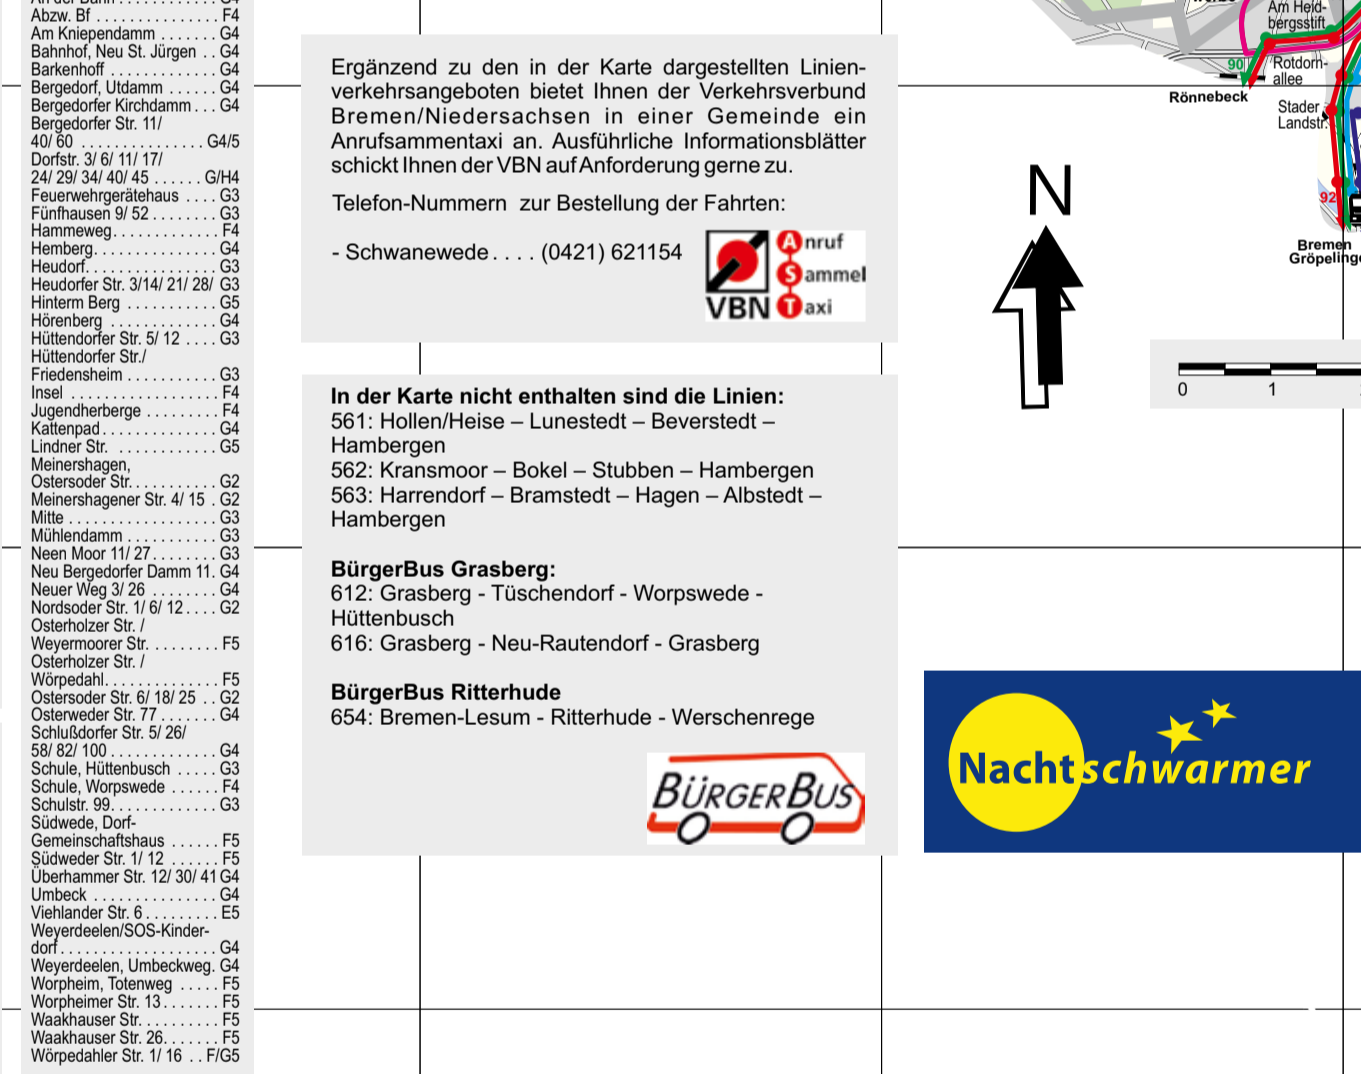 Abzw. Bf . . . . . . . . . . . . . . . F4
Am Kniependamm . . . . . . . G4
Bahnhof, Neu St. Jürgen . . G4
Barkenhoff . . . . . . . . . . . . . G4
Bergedorf, Utdamm . . . . . . G4
Bergedorfer Kirchdamm . . . G4
Bergedorfer Str. 11/
40/ 60 . . . . . . . . . . . . . . . G4/5
Dorfstr. 3/ 6/ 11/ 17/
24/ 29/ 34/ 40/ 45 . . . . . . G/H4
Feuerwehrgerätehaus . . . . G3
Fünfhausen 9/ 52 . . . . . . . . G3
Hammeweg. . . . . . . . . . . . . F4
Hemberg. . . . . . . . . . . . . . . G4
Heudorf. . . . . . . . . . . . . . . . G3
Heudorfer Str. 3/14/ 21/ 28/ G3
Hinterm Berg . . . . . . . . . . . G5
Hörenberg . . . . . . . . . . . . . G4
Hüttendorfer Str. 5/ 12 . . . . G3
Hüttendorfer Str./
Friedensheim . . . . . . . . . . . G3
Insel . . . . . . . . . . . . . . . . . . F4
Jugendherberge . . . . . . . . . F4
Kattenpad . . . . . . . . . . . . . . G4
Lindner Str. . . . . . . . . . . . . G5
Meinershagen,
Ostersoder Str. . . . . . . . . . . G2
Meinershagener Str. 4/ 15 . G2
Mitte . . . . . . . . . . . . . . . . . . G3
Mühlendamm . . . . . . . . . . . G3
Neen Moor 11/ 27 . . . . . . . . G3
Neu Bergedorfer Damm 11. G4
Neuer Weg 3/ 26 . . . . . . . . G4
Nordsoder Str. 1/ 6/ 12 . . . . G2
Osterholzer Str. /
Weyermoorer Str. . . . . . . . . F5
Osterholzer Str. /
Wörpedahl. . . . . . . . . . . . . . F5
Ostersoder Str. 6/ 18/ 25 . . G2
Osterweder Str. 77 . . . . . . . G4
Schlußdorfer Str. 5/ 26/
58/ 82/ 100 . . . . . . . . . . . . . G4
Schule, Hüttenbusch . . . . . G3
Schule, Worpswede . . . . . . F4
Schulstr. 99. . . . . . . . . . . . . G3
Südwede, Dorf-
Gemeinschaftshaus . . . . . . F5
Südweder Str. 1/ 12 . . . . . . F5
Überhammer Str. 12/ 30/ 41 G4
Umbeck . . . . . . . . . . . . . . . G4
Viehlander Str. 6 . . . . . . . . . E5
Weyerdeelen/SOS-Kinder-
dorf . . . . . . . . . . . . . . . . . . . G4
Weyerdeelen, Umbeckweg. G4
Worpheim, Totenweg . . . . . F5
Worpheimer Str. 13 . . . . . . . F5
Waakhauser Str. . . . . . . . . . F5
Waakhauser Str. 26. . . . . . . F5
Wörpedahler Str. 1/ 16 . . F/G5
Ergänzend zu den in der Karte dargestellten Linien-
verkehrsangeboten bietet Ihnen der Verkehrsverbund
Bremen/Niedersachsen in einer Gemeinde ein
Anrufsammentaxi an. Ausführliche Informationsblätter
schickt Ihnen der VBN auf Anforderung gerne zu.
Telefon-Nummern zur Bestellung der Fahrten:
- Schwanewede . . . . (0421) 621154
VBN
Anruf
Sammel
Taxi
In der Karte nicht enthalten sind die Linien:
561: Hollen/Heise – Lunestedt – Beverstedt –
Hambergen
562: Kransmoor – Bokel – Stubben – Hambergen
563: Harrendorf – Bramstedt – Hagen – Albstedt –
Hambergen
BürgerBus Grasberg:
612: Grasberg - Tüschendorf - Worpswede -
Hüttenbusch
616: Grasberg - Neu-Rautendorf - Grasberg
BürgerBus Ritterhude
654: Bremen-Lesum - Ritterhude - Werschenrege
BÜRGERBUS
Am Heid-
bergsstift
90
Rotdorn-
allee
Rönnebeck
Stader
Landstr.
92
Bremen
Gröpelinge
N
0 1
Nachtschwärmer